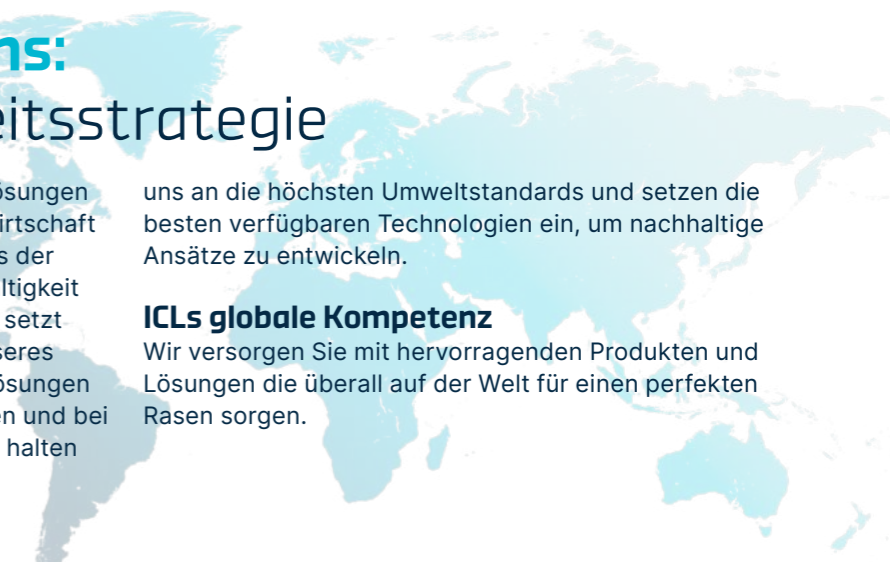 ns:
eitsstrategie
ösungen
irtschaft
s der
ltigkeit
setzt
seres
ösungen
en und bei
halten
uns an die höchsten Umweltstandards und setzen die
besten verfügbaren Technologien ein, um nachhaltige
Ansätze zu entwickeln.
ICLs globale Kompetenz
Wir versorgen Sie mit hervorragenden Produkten und
Lösungen die überall auf der Welt für einen perfekten
Rasen sorgen.